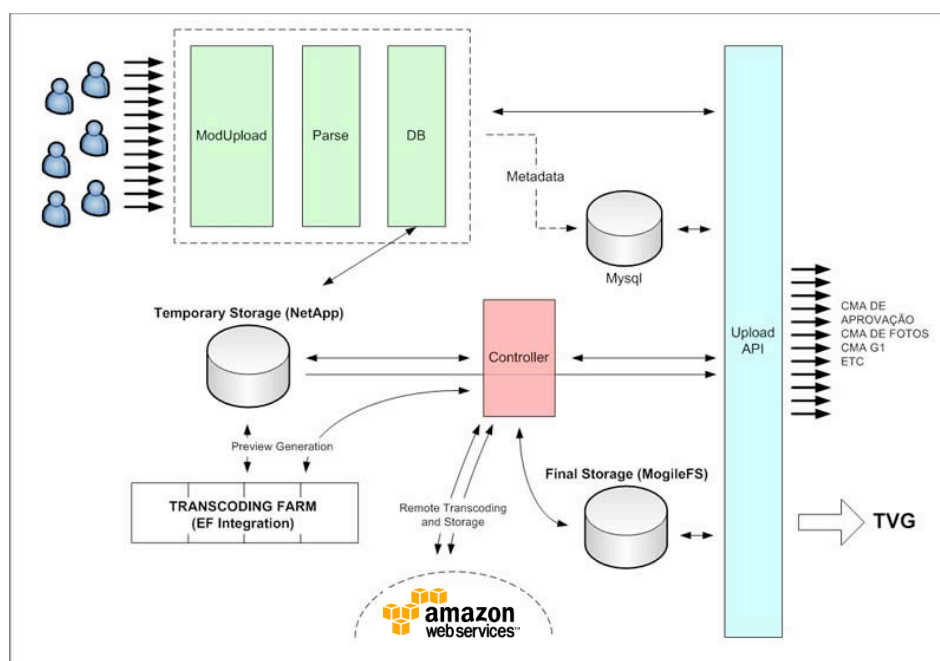 ModUpload
Parse
DB
Metadata
Mysql
Temporary Storage (NetApp)
Controller
Upload
API
CMA DE
APROVAÇÃO
CMA DE FOTOS
CMA G1
ETC
Preview Generation
TRANSCODING FARM
(EF Integration)
Remote Transcoding
and Storage
Final Storage (MogileFS)
TVG
amazon
webservices™